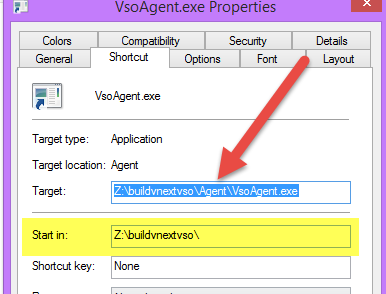 VsoAgent.exe Properties
Colors Compatibility Security Details
General Shortcut Options Font Layout
VsoAgent.exe
Target type: Application
Target location: Agent
Target: Z:\buildvnextvso\Agent\VsoAgent.exe
Start in: Z:\buildvnextvso\
Shortcut key: None